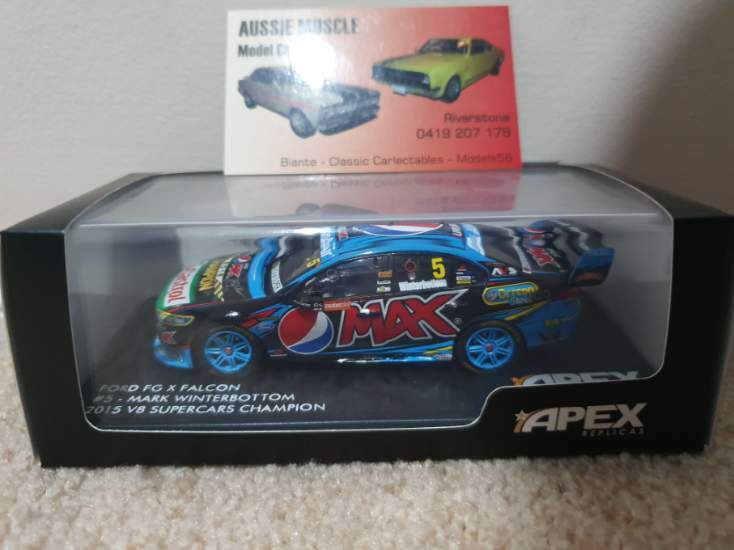 AUSSIE MUSCLE
Model
Riverstone
0419 207 178
Biante - Classic Carlectables - Models56
5
Winterbottom
Castrol
MAX
FORD FG X FALCON
#5 - MARK WINTERBOTTOM
2015 V8 SUPERCARS CHAMPION
APEX
APEX
REPLICAS